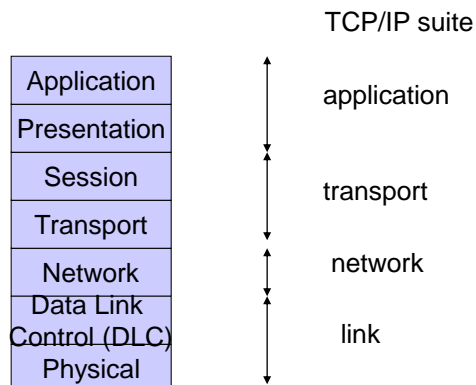 TCP/IP suite
Application
Presentation
application
Session
Transport
transport
Network
network
Data Link
Control (DLC)
link
Physical